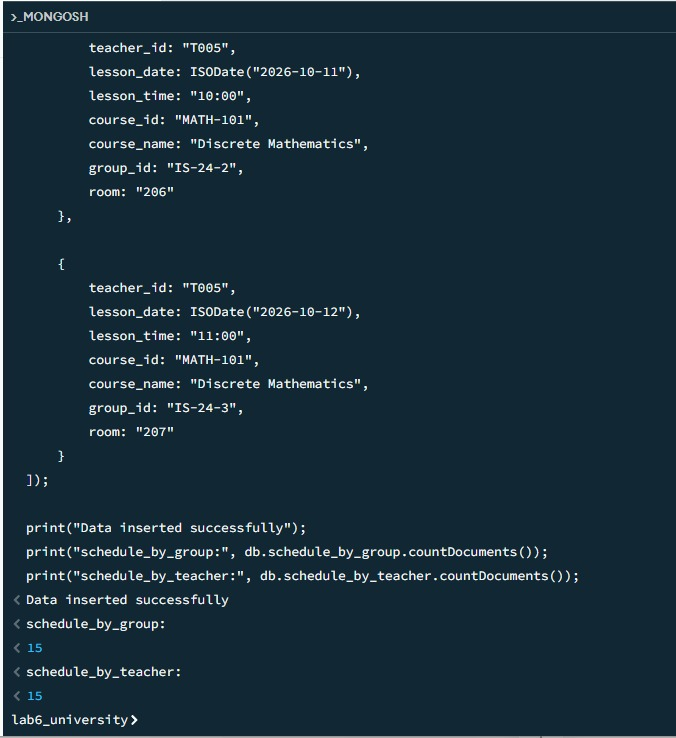 >_MONGOSH
teacher_id: "T005",
lesson_date: ISODate("2026-10-11"),
lesson_time: "10:00",
course_id: "MATH-101",
course_name: "Discrete Mathematics",
group_id: "IS-24-2",
room: "206"
},
{
teacher_id: "T005",
lesson_date: ISODate("2026-10-12"),
lesson_time: "11:00",
course_id: "MATH-101",
course_name: "Discrete Mathematics",
group_id: "IS-24-3",
room: "207"
}
]);
print("Data inserted successfully");
print("schedule_by_group:", db.schedule_by_group.countDocuments());
print("schedule_by_teacher:", db.schedule_by_teacher.countDocuments());
< Data inserted successfully
< schedule_by_group:
< 15
< schedule_by_teacher:
< 15
lab6_university>